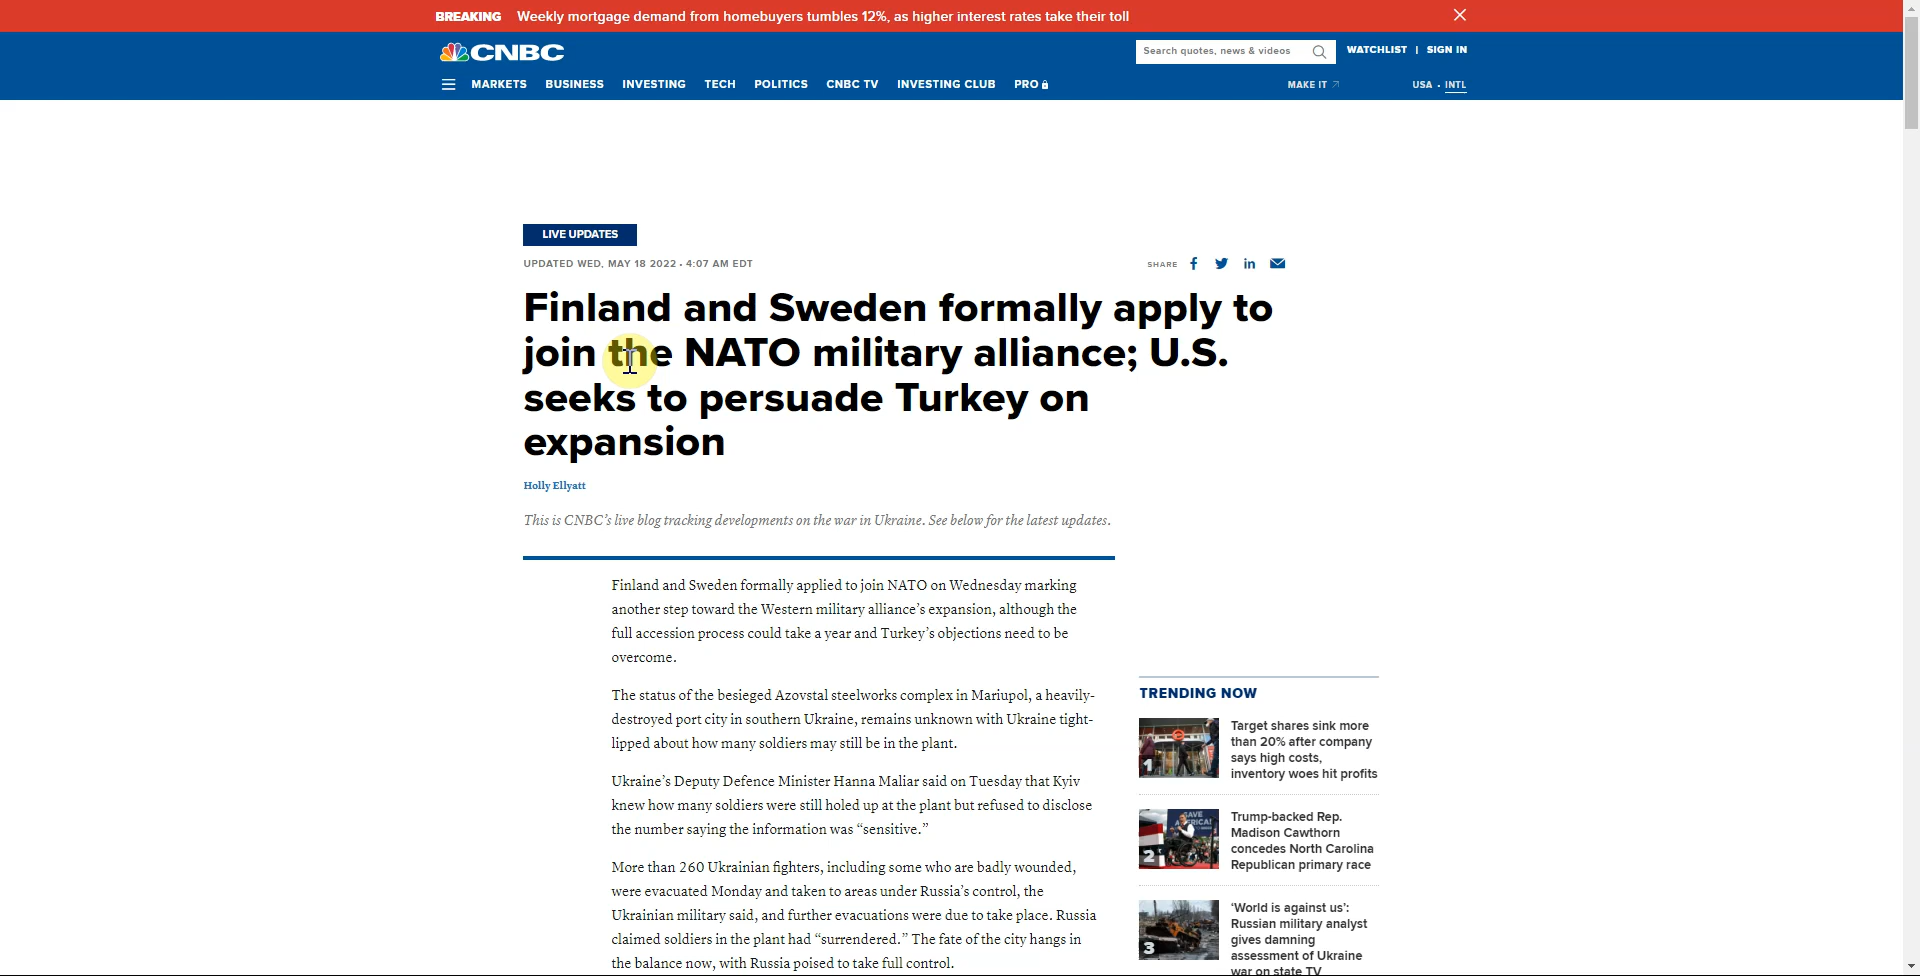 BREAKING Weekly mortgage demand from homebuyers tumbles 12%, as higher interest rates take their toll
CNBC
Search quotes, news & videos
WATCHLIST | SIGN IN
MARKETS BUSINESS INVESTING TECH POLITICS CNBC TV INVESTING CLUB PRO
MAKE IT
USA • INTL
LIVE UPDATES
UPDATED WED, MAY 18 2022 • 4:07 AM EDT
SHARE
Finland and Sweden formally apply to
join the NATO military alliance; U.S.
seeks to persuade Turkey on
expansion
Holly Ellyatt
This is CNBC’s live blog tracking developments on the war in Ukraine. See below for the latest updates.
Finland and Sweden formally applied to join NATO on Wednesday marking
another step toward the Western military alliance’s expansion, although the
full accession process could take a year and Turkey’s objections need to be
overcome.
The status of the besieged Azovstal steelworks complex in Mariupol, a heavily-
destroyed port city in southern Ukraine, remains unknown with Ukraine tight-
lipped about how many soldiers may still be in the plant.
Ukraine’s Deputy Defence Minister Hanna Maliar said on Tuesday that Kyiv
knew how many soldiers were still holed up at the plant but refused to disclose
the number saying the information was “sensitive.”
More than 260 Ukrainian fighters, including some who are badly wounded,
were evacuated Monday and taken to areas under Russia’s control, the
Ukrainian military said, and further evacuations were due to take place. Russia
claimed soldiers in the plant had “surrendered.” The fate of the city hangs in
the balance now, with Russia poised to take full control.
TRENDING NOW
1
Target shares sink more
than 20% after company
says high costs,
inventory woes hit profits
2
Trump-backed Rep.
Madison Cawthorn
concedes North Carolina
Republican primary race
3
‘World is against us’:
Russian military analyst
gives damning
assessment of Ukraine
war on state TV